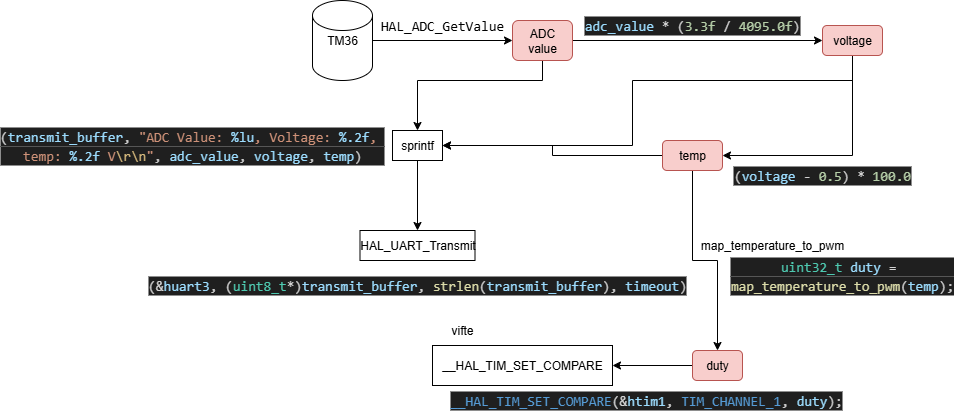 TM36
HAL_ADC_GetValue
ADC
value
adc_value * (3.3f / 4095.0f)
voltage
(transmit_buffer, "ADC Value: %lu, Voltage: %.2f,
temp: %.2f V\r\n", adc_value, voltage, temp)
sprintf
temp
(voltage - 0.5) * 100.0
HAL_UART_Transmit
map_temperature_to_pwm
uint32_t duty =
map_temperature_to_pwm(temp);
(&huart3, (uint8_t*)transmit_buffer, strlen(transmit_buffer), timeout)
vifte
__HAL_TIM_SET_COMPARE
duty
__HAL_TIM_SET_COMPARE(&htim1, TIM_CHANNEL_1, duty);